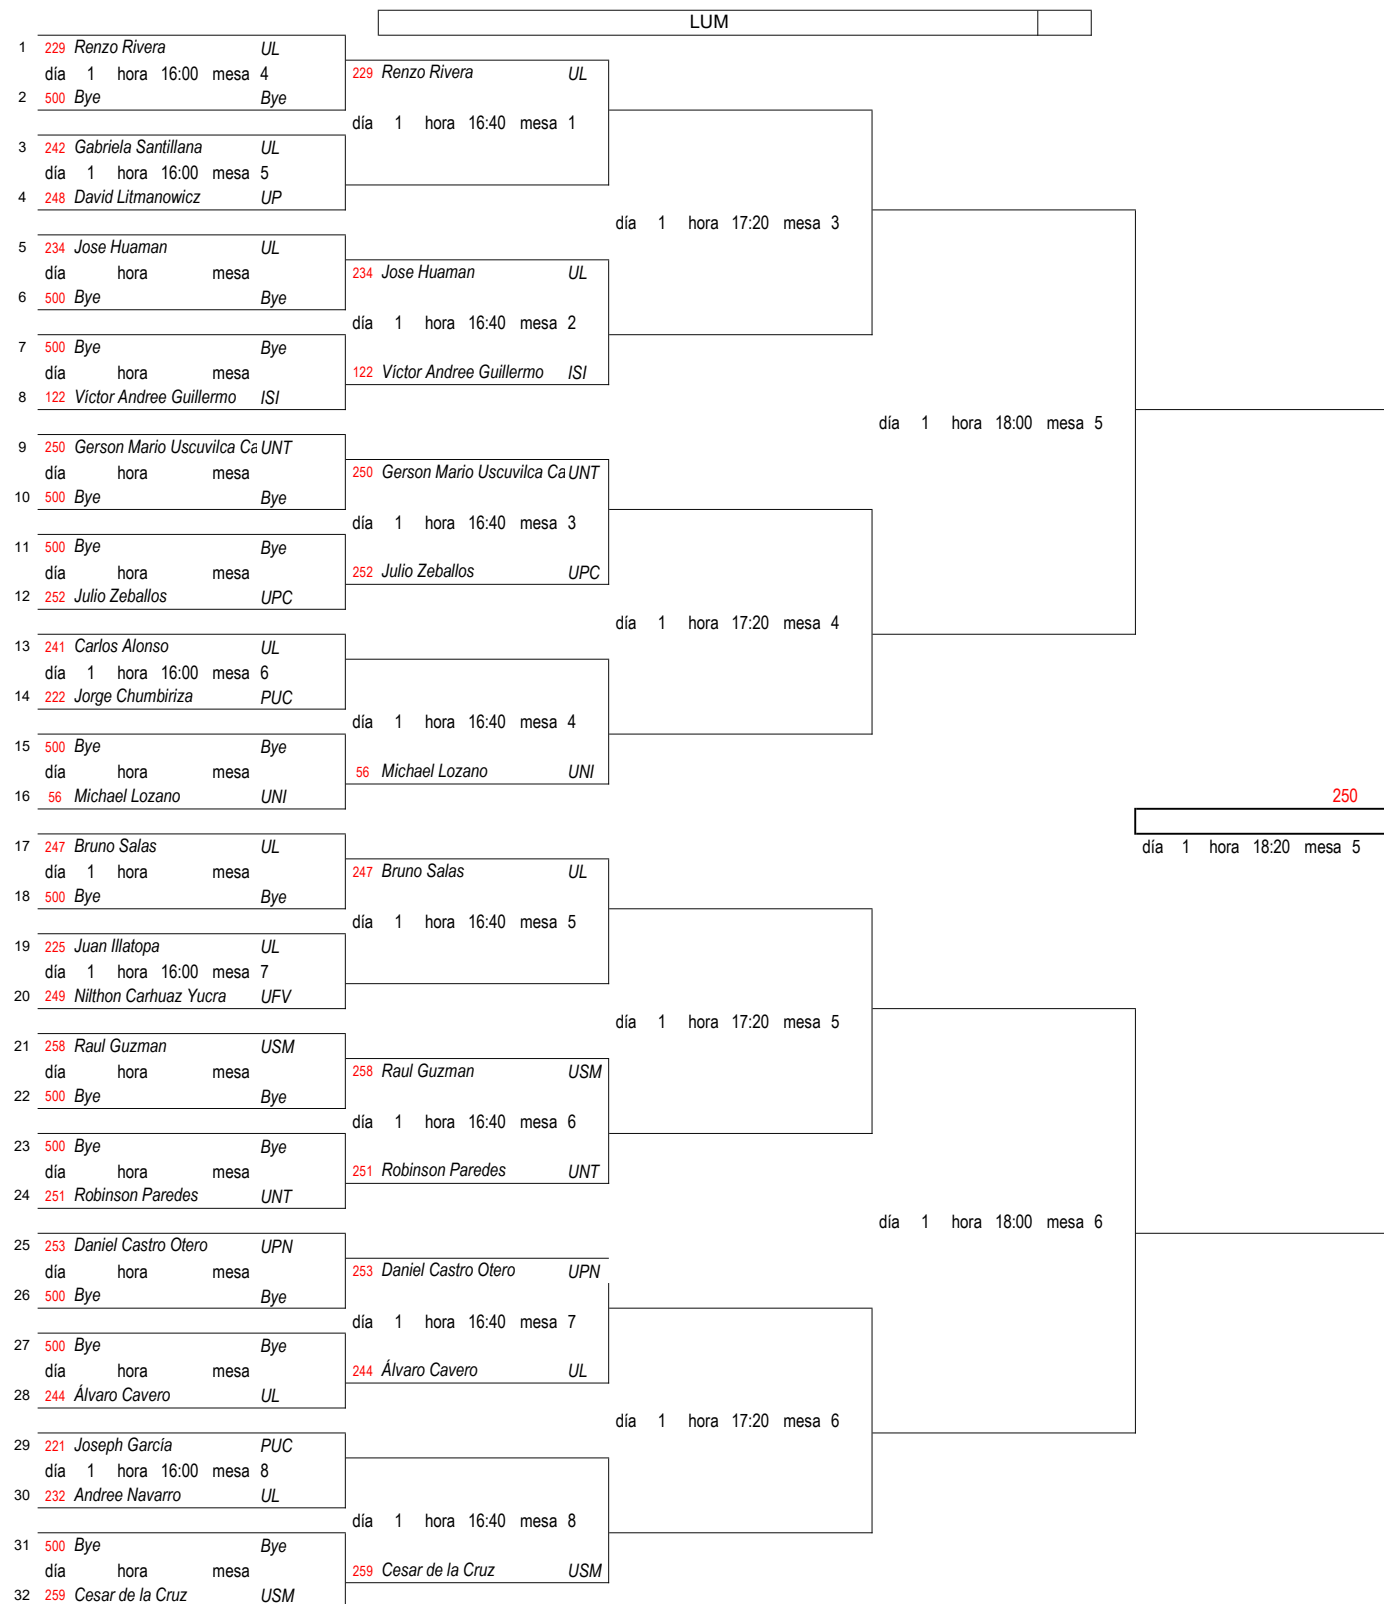 LUM
1 229 Renzo Rivera UL
día 1 hora 16:00 mesa 4
229 Renzo Rivera UL
2 500 Bye Bye
día 1 hora 16:40 mesa 1
3 242 Gabriela Santillana UL
día 1 hora 16:00 mesa 5
4 248 David Litmanowicz UP
día 1 hora 17:20 mesa 3
5 234 Jose Huaman UL
día hora mesa
234 Jose Huaman UL
6 500 Bye Bye
día 1 hora 16:40 mesa 2
7 500 Bye Bye
día hora mesa
122 Víctor Andree Guillermo ISI
8 122 Víctor Andree Guillermo ISI
día 1 hora 18:00 mesa 5
9 250 Gerson Mario Uscuvilca Ca UNT
día hora mesa
250 Gerson Mario Uscuvilca Ca UNT
10 500 Bye Bye
día 1 hora 16:40 mesa 3
11 500 Bye Bye
día hora mesa
252 Julio Zeballos UPC
12 252 Julio Zeballos UPC
día 1 hora 17:20 mesa 4
13 241 Carlos Alonso UL
día 1 hora 16:00 mesa 6
14 222 Jorge Chumbiriza PUC
día 1 hora 16:40 mesa 4
15 500 Bye Bye
día hora mesa
56 Michael Lozano UNI
16 56 Michael Lozano UNI
250
17 247 Bruno Salas UL
día 1 hora 18:20 mesa 5
día 1 hora mesa
247 Bruno Salas UL
18 500 Bye Bye
día 1 hora 16:40 mesa 5
19 225 Juan Illatopa UL
día 1 hora 16:00 mesa 7
20 249 Nilthon Carhuaz Yucra UFV
día 1 hora 17:20 mesa 5
21 258 Raul Guzman USM
día hora mesa
258 Raul Guzman USM
22 500 Bye Bye
día 1 hora 16:40 mesa 6
23 500 Bye Bye
día hora mesa
251 Robinson Paredes UNT
24 251 Robinson Paredes UNT
día 1 hora 18:00 mesa 6
25 253 Daniel Castro Otero UPN
día hora mesa
253 Daniel Castro Otero UPN
26 500 Bye Bye
día 1 hora 16:40 mesa 7
27 500 Bye Bye
día hora mesa
244 Álvaro Cavero UL
28 244 Álvaro Cavero UL
día 1 hora 17:20 mesa 6
29 221 Joseph García PUC
día 1 hora 16:00 mesa 8
30 232 Andree Navarro UL
día 1 hora 16:40 mesa 8
31 500 Bye Bye
día hora mesa
259 Cesar de la Cruz USM
32 259 Cesar de la Cruz USM